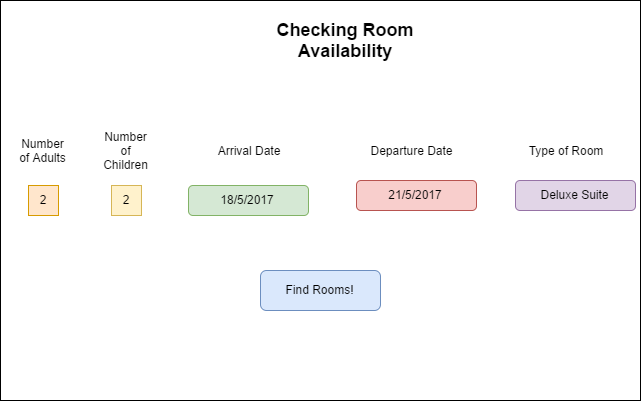 Checking Room
Availability
Number
of Adults
Number
of
Children
Arrival Date
Departure Date
Type of Room
2
2
18/5/2017
21/5/2017
Deluxe Suite
Find Rooms!